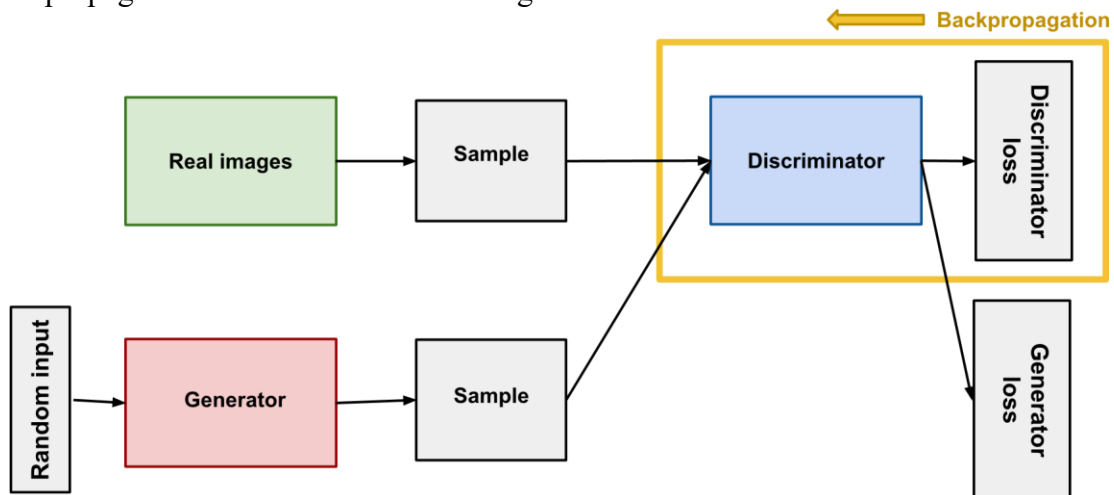 Backpropagation
Real images
Sample
Discriminator
Discriminator
loss
Random input
Generator
Sample
Generator
loss